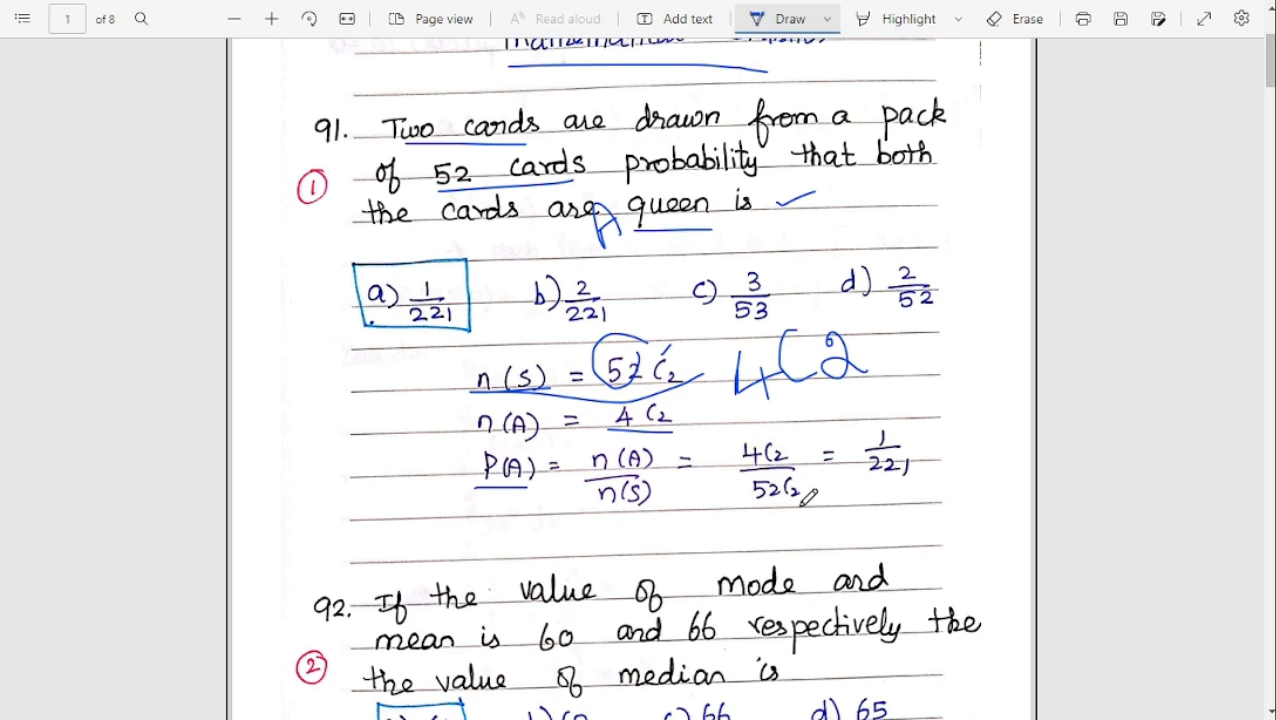 1 of 8 Page view Read aloud Add text Draw Highlight Erase
91. Two cards are drawn from a pack
of 52 cards probability that both
① the cards are queen is ✓
A
a) 1/221 b) 2/221 c) 3/53 d) 2/52
n(S) = 52C₂ 4C2
n(A) = 4C₂
P(A) = n(A)/n(S) = 4C₂/52C₂ = 1/221
92. If the value of mode and
mean is 60 and 66 respectively the
② the value of median is
66 d) 65